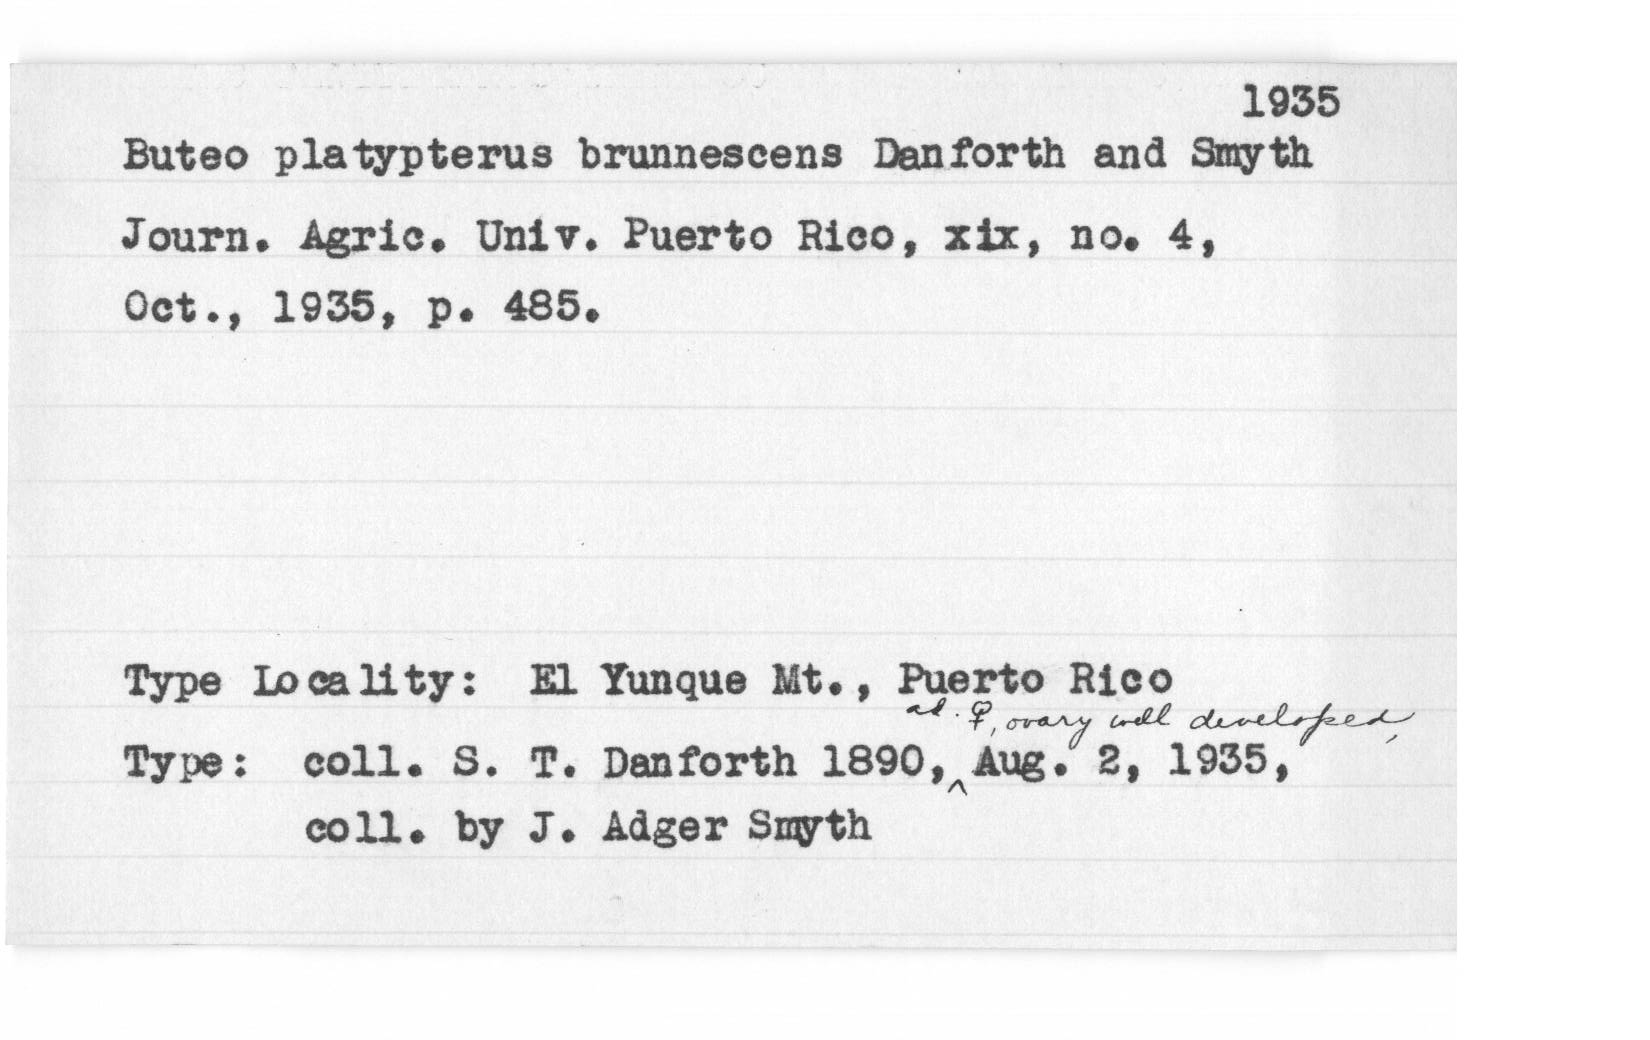 1935
Buteo platypterus brunnescens Danforth and Smyth
Journ. Agric. Univ. Puerto Rico, xix, no. 4,
Oct., 1935, p. 485.
Type Locality: El Yunque Mt., Puerto Rico
ad. ♀, ovary well developed,
Type: coll. S. T. Danforth 1890,^ Aug. 2, 1935,
coll. by J. Adger Smyth